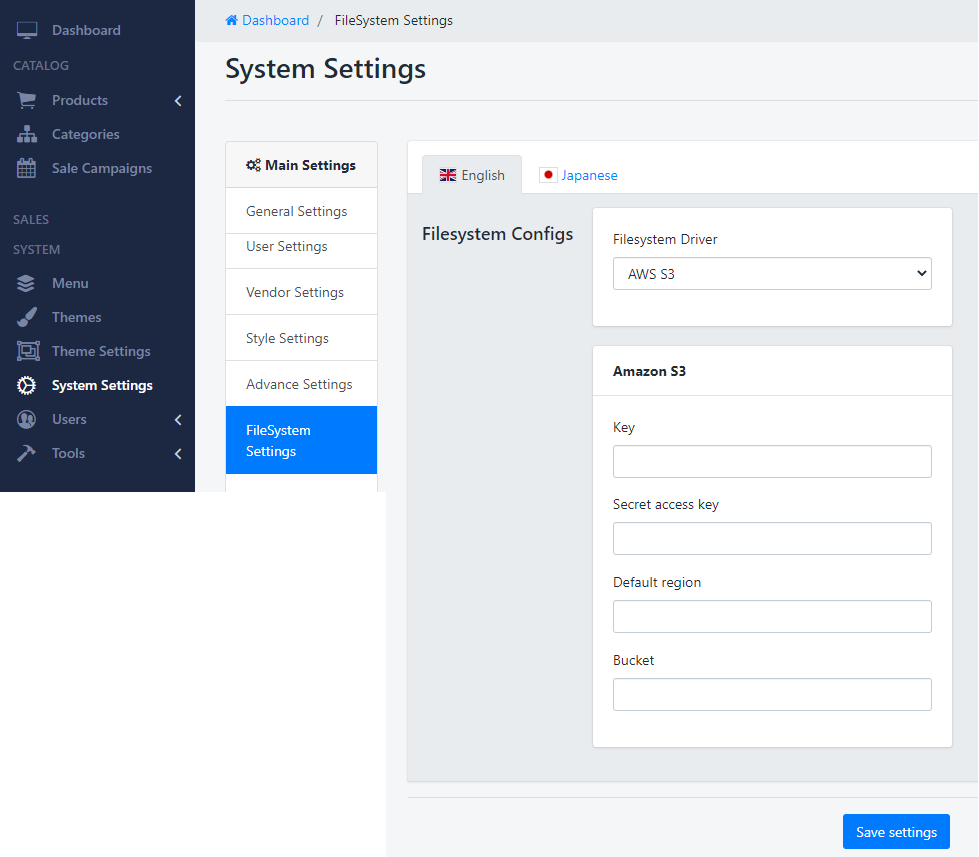 Dashboard
CATALOG
Products
Categories
Sale Campaigns
SALES
SYSTEM
Menu
Themes
Theme Settings
System Settings
Users
Tools
Dashboard / FileSystem Settings
System Settings
Main Settings
General Settings
User Settings
Vendor Settings
Style Settings
Advance Settings
FileSystem
Settings
English
Japanese
Filesystem Configs
Filesystem Driver
AWS S3
Amazon S3
Key
Secret access key
Default region
Bucket
Save settings